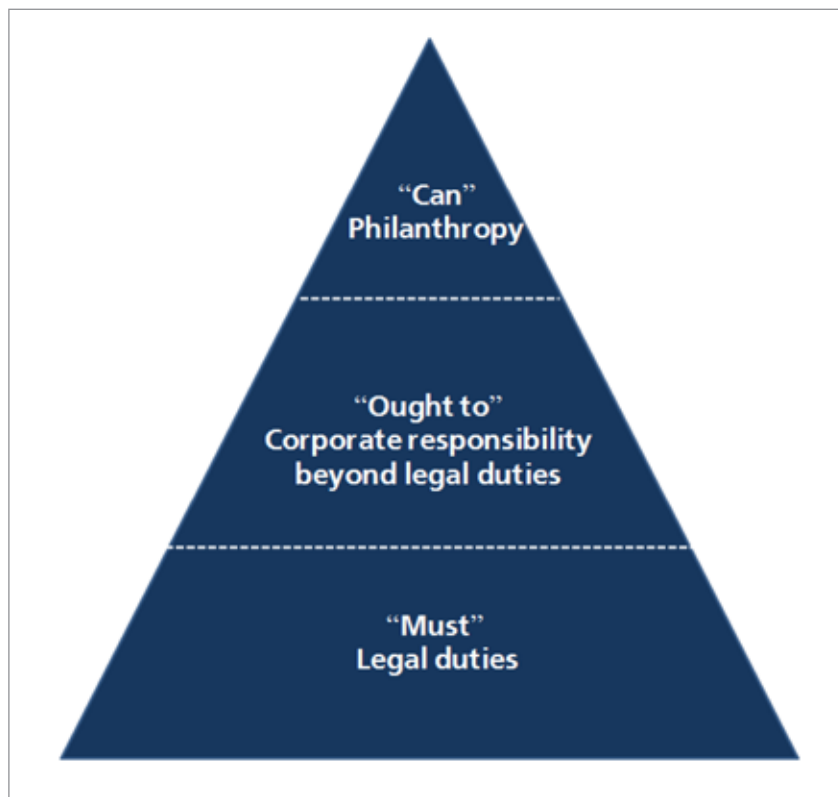 “Can”
Philanthropy
“Ought to”
Corporate responsibility
beyond legal duties
“Must”
Legal duties